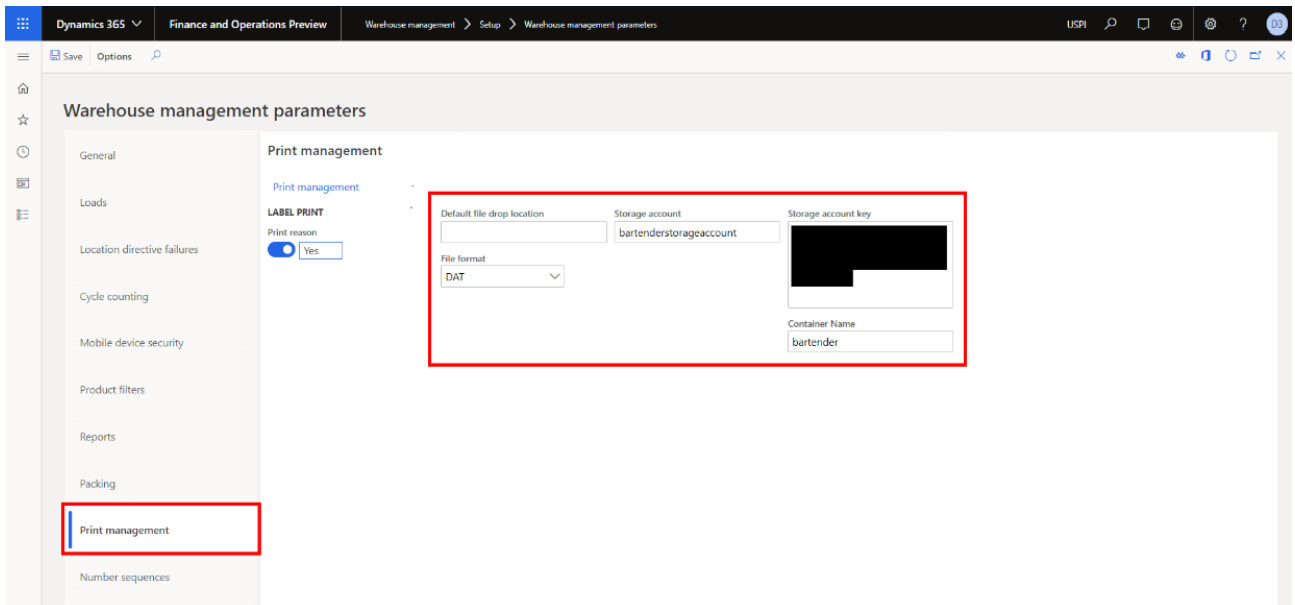 Dynamics 365 Finance and Operations Preview Warehouse management > Setup > Warehouse management parameters USPI ? D3
Save Options
Warehouse management parameters
General
Loads
Location directive failures
Cycle counting
Mobile device security
Product filters
Reports
Packing
Print management
Number sequences
Print management
Print management
LABEL PRINT
Print reason
Yes
Default file drop location
File format
DAT
Storage account
bartenderstorageaccount
Storage account key
Container Name
bartender